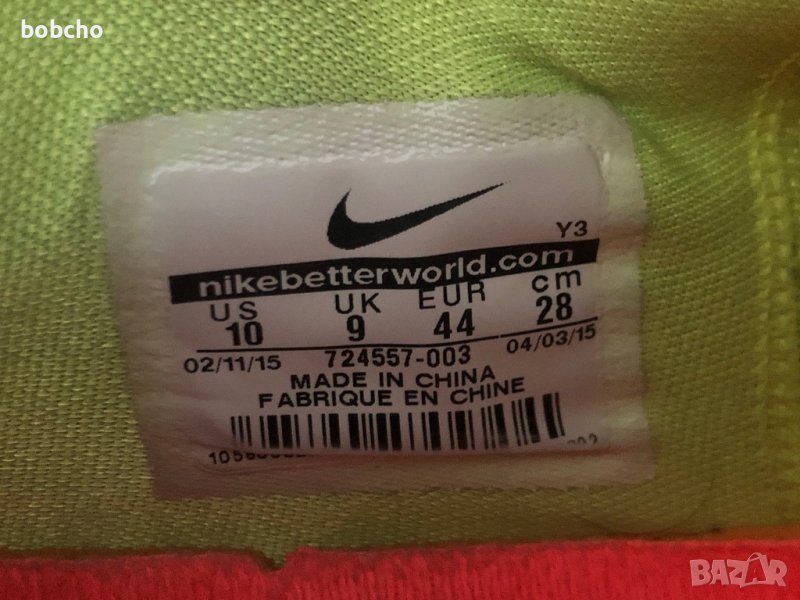 bobcho
Y3
nikebetterworld.com
US UK EUR cm
10 9 44 28
02/11/15 724557-003 04/03/15
MADE IN CHINA
FABRIQUE EN CHINE
BAZAR